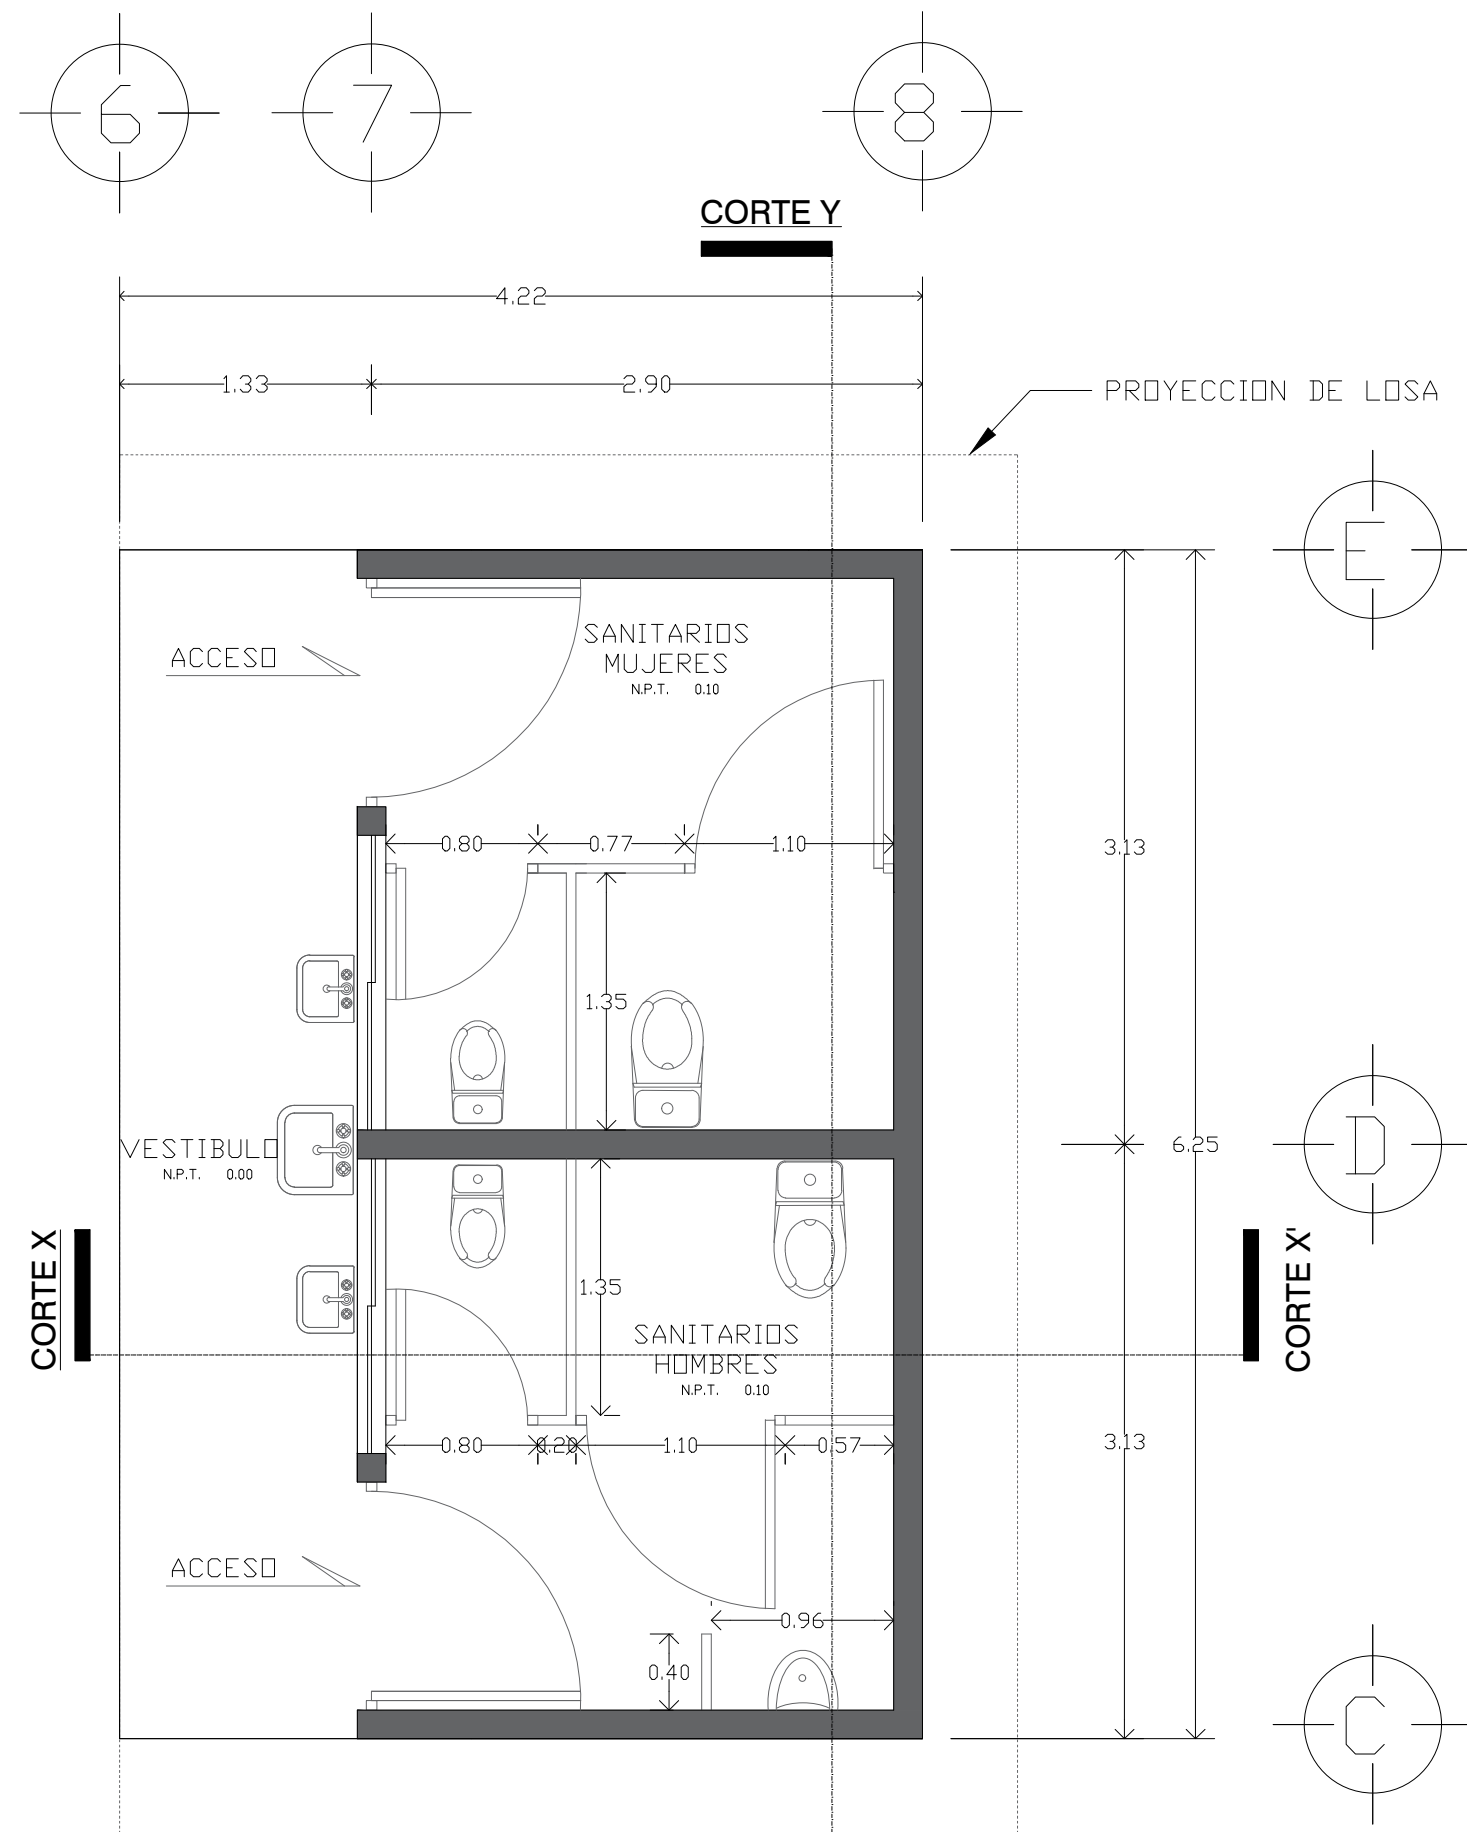 6
7
8
CORTE Y
4.22
1.33
2.90
PROYECCION DE LOSA
E
SANITARIOS
MUJERES
N.P.T. 0.10
ACCESO
0.80
0.77
1.10
3.13
1.35
VESTIBULO
N.P.T. 0.00
6.25
D
CORTE X
CORTE X'
1.35
SANITARIOS
HOMBRES
N.P.T. 0.10
0.80
0.20
1.10
0.57
3.13
ACCESO
0.96
0.40
C